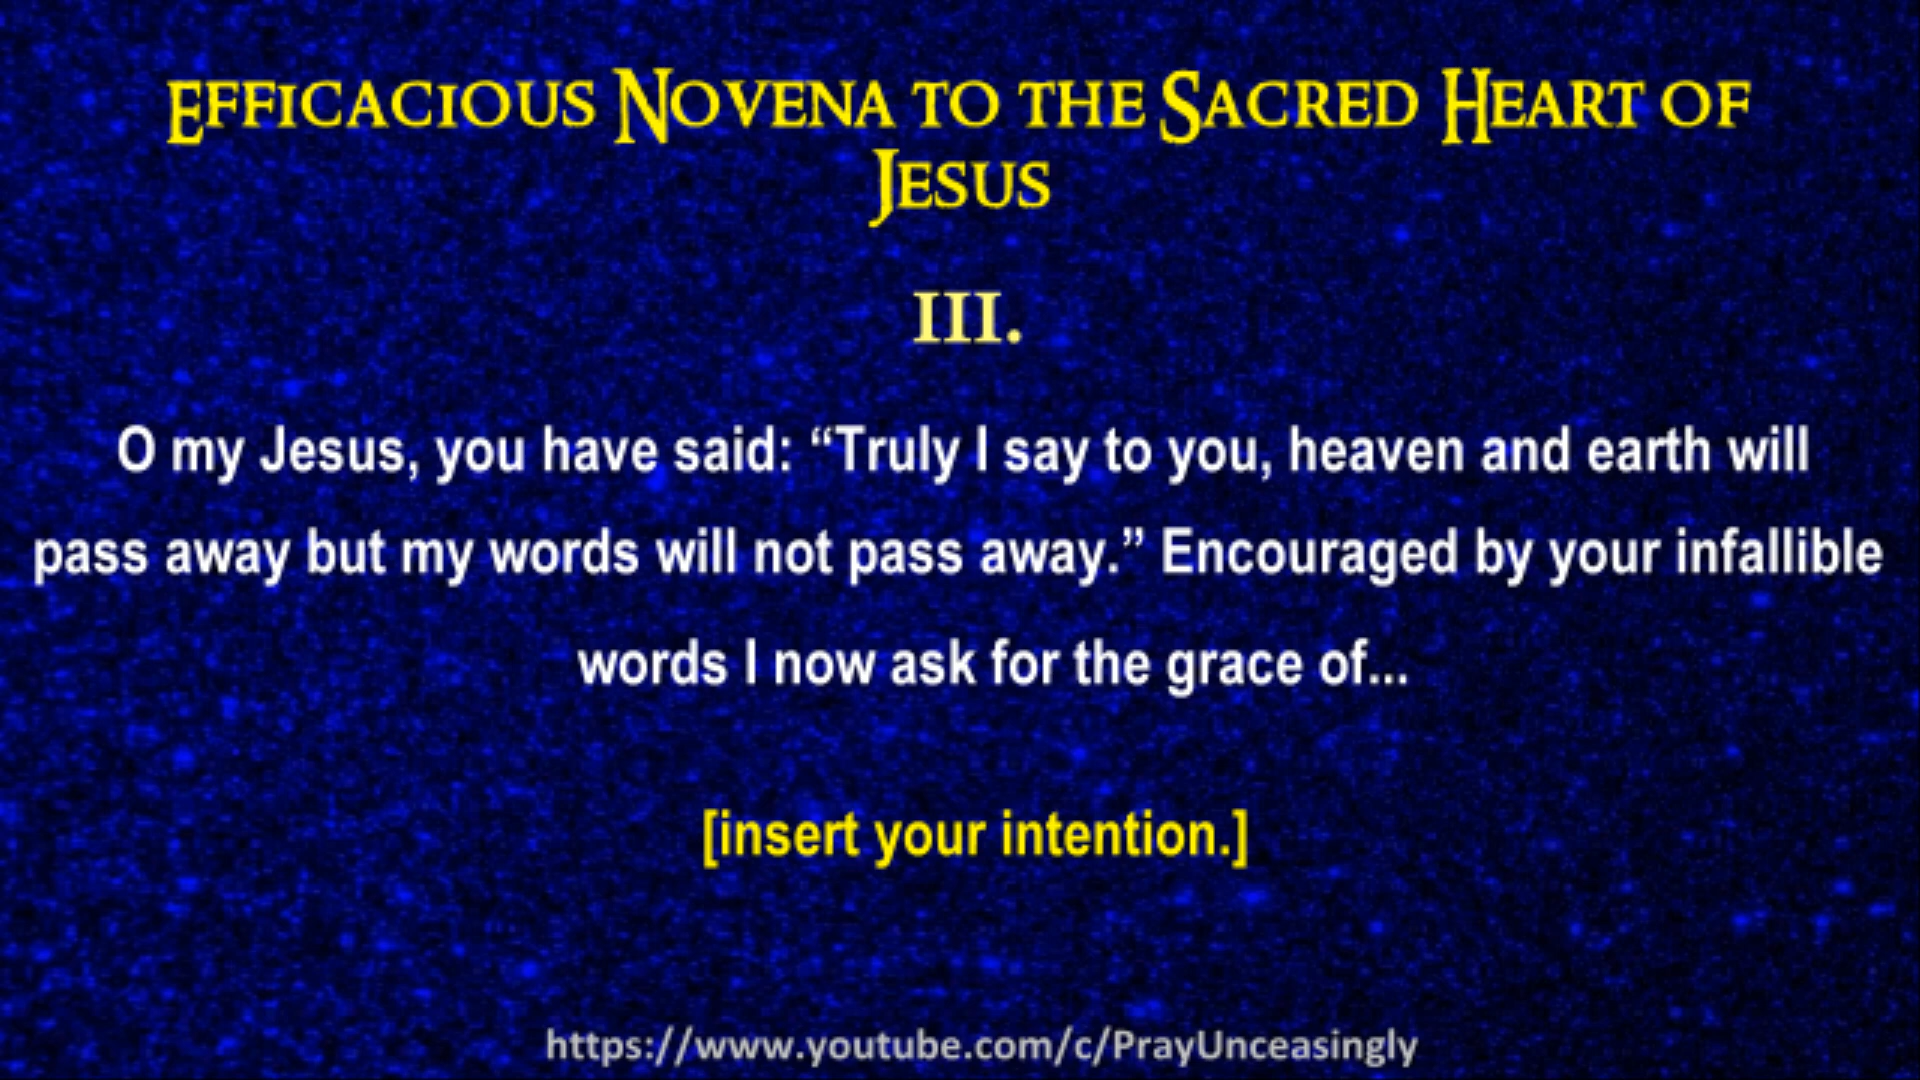 Efficacious Novena to the Sacred Heart of
Jesus
III.
O my Jesus, you have said: “Truly I say to you, heaven and earth will
pass away but my words will not pass away.” Encouraged by your infallible
words I now ask for the grace of...
[insert your intention.]
https://www.youtube.com/c/PrayUnceasingly